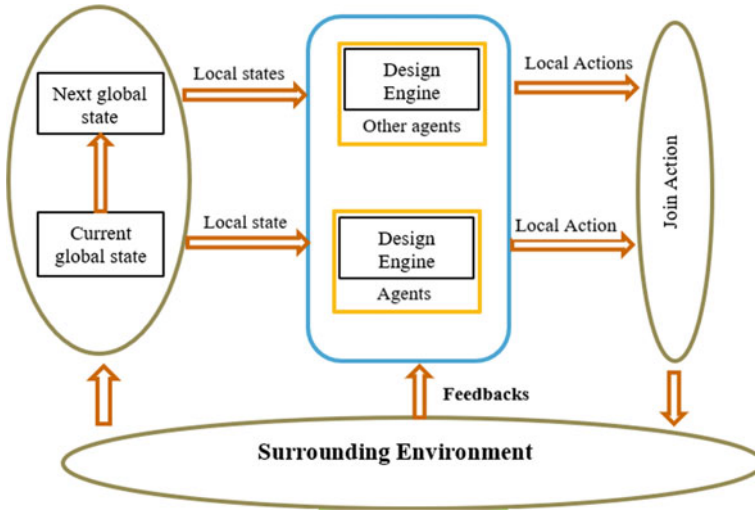 Next global
state
Current
global state
Local states
Local state
Design
Engine
Other agents
Design
Engine
Agents
Local Actions
Local Action
Join Action
Feedbacks
Surrounding Environment